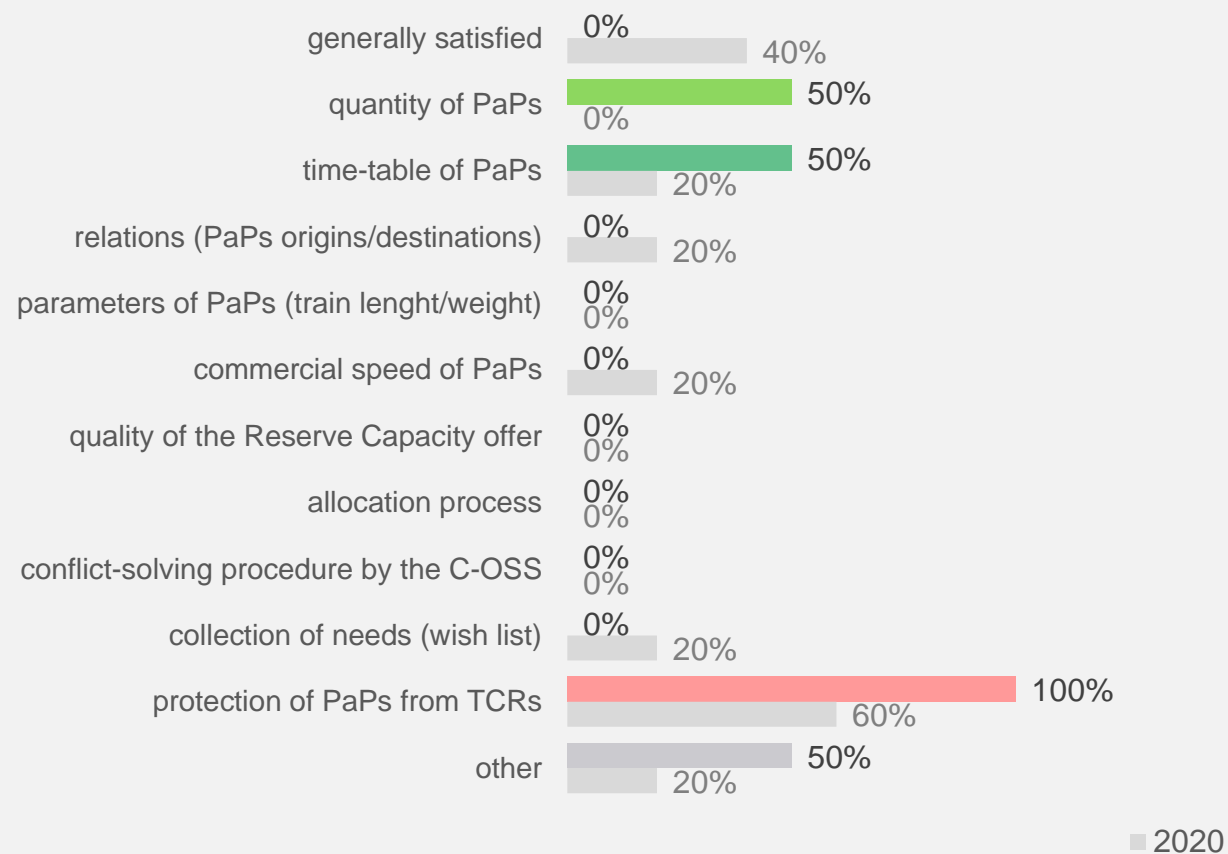 generally satisfied
0%
40%
quantity of PaPs
50%
0%
time-table of PaPs
50%
20%
relations (PaPs origins/destinations)
0%
20%
parameters of PaPs (train lenght/weight)
0%
0%
commercial speed of PaPs
0%
20%
quality of the Reserve Capacity offer
0%
0%
allocation process
0%
0%
conflict-solving procedure by the C-OSS
0%
0%
collection of needs (wish list)
0%
20%
protection of PaPs from TCRs
100%
60%
other
50%
20%
2020